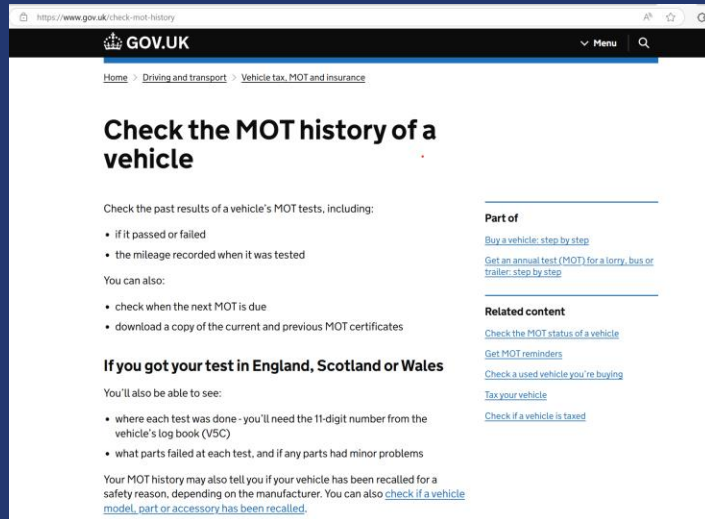 https://www.gov.uk/check-mot-history
GOV.UK
Menu
Home > Driving and transport > Vehicle tax, MOT and insurance
Check the MOT history of a
vehicle
Check the past results of a vehicle's MOT tests, including:
• if it passed or failed
• the mileage recorded when it was tested
You can also:
• check when the next MOT is due
• download a copy of the current and previous MOT certificates
If you got your test in England, Scotland or Wales
You'll also be able to see:
• where each test was done - you'll need the 11-digit number from the
vehicle's log book (V5C)
• what parts failed at each test, and if any parts had minor problems
Your MOT history may also tell you if your vehicle has been recalled for a
safety reason, depending on the manufacturer. You can also check if a vehicle
model, part or accessory has been recalled.
Part of
Buy a vehicle: step by step
Get an annual test (MOT) for a lorry, bus or
trailer: step by step
Related content
Check the MOT status of a vehicle
Get MOT reminders
Check a used vehicle you're buying
Tax your vehicle
Check if a vehicle is taxed